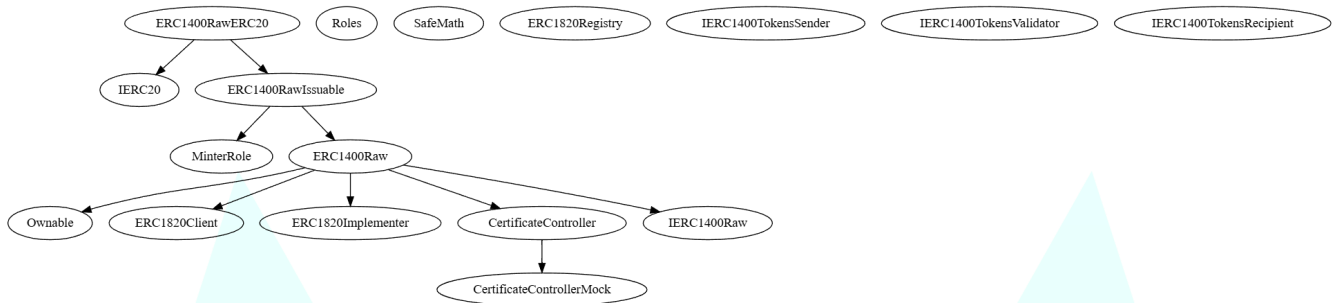 ERC1400RawERC20
Roles
SafeMath
ERC1820Registry
IERC1400TokensSender
IERC1400TokensValidator
IERC1400TokensRecipient
IERC20
ERC1400RawIssuable
MinterRole
ERC1400Raw
Ownable
ERC1820Client
ERC1820Implementer
CertificateController
IERC1400Raw
CertificateControllerMock